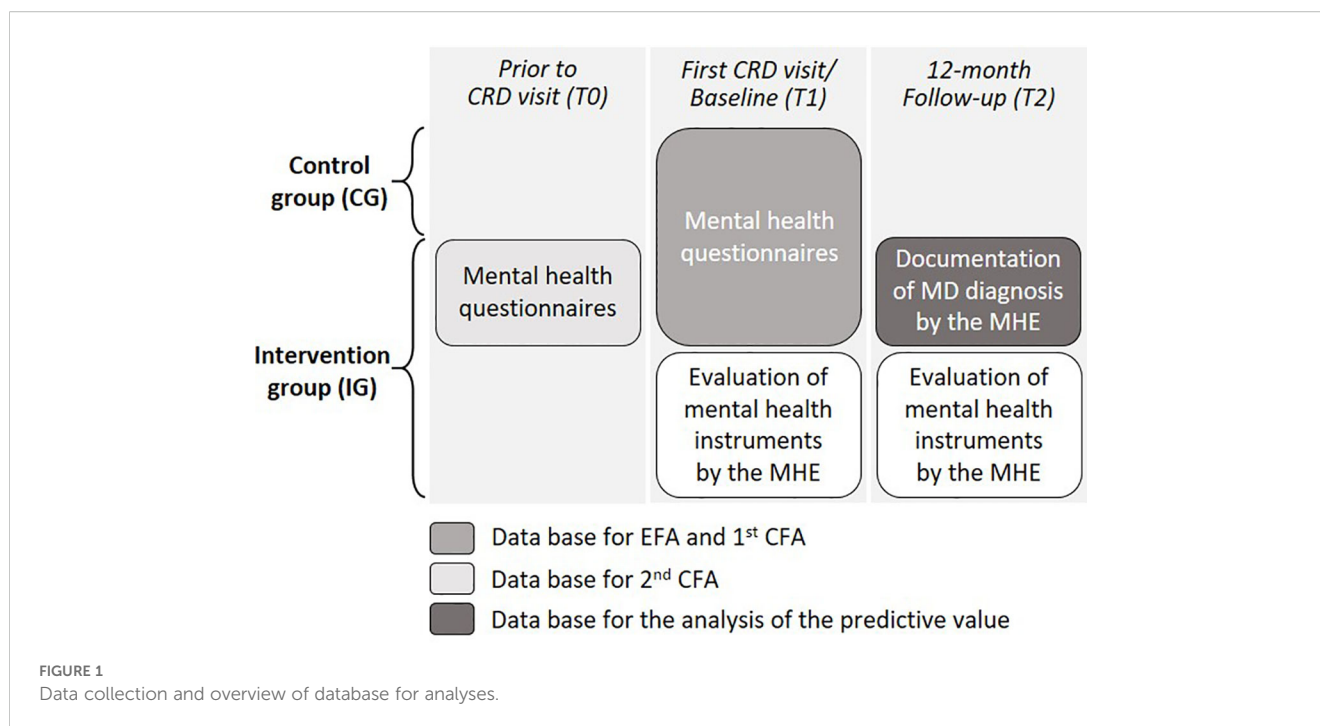 Prior to
CRD visit (T0)
First CRD visit/
Baseline (T1)
12-month
Follow-up (T2)
Control
group (CG)
Mental health
questionnaires
Intervention
group (IG)
Mental health
questionnaires
Documentation
of MD diagnosis
by the MHE
Evaluation of
mental health
instruments
by the MHE
Evaluation of
mental health
instruments
by the MHE
Data base for EFA and 1st CFA
Data base for 2nd CFA
Data base for the analysis of the predictive value
FIGURE 1
Data collection and overview of database for analyses.